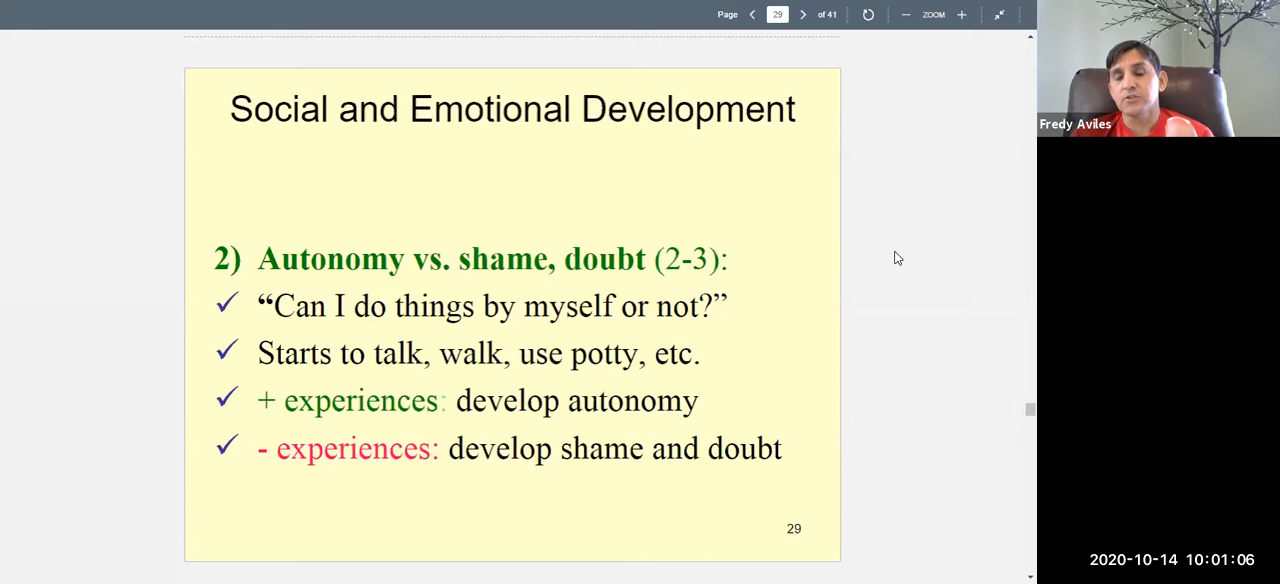 Page 29 of 41 ZOOM
Social and Emotional Development
2) Autonomy vs. shame, doubt (2-3):
✓ “Can I do things by myself or not?”
✓ Starts to talk, walk, use potty, etc.
✓ + experiences: develop autonomy
✓ - experiences: develop shame and doubt
29
Fredy Aviles
2020-10-14 10:01:06